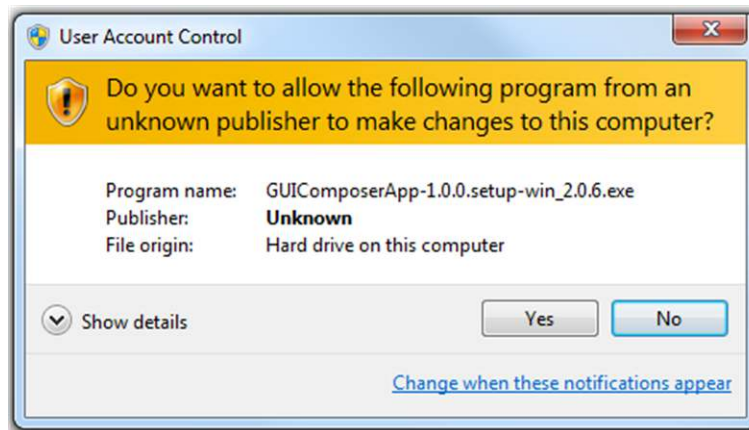 User Account Control
Do you want to allow the following program from an
unknown publisher to make changes to this computer?
Program name: GUIComposerApp-1.0.0.setup-win_2.0.6.exe
Publisher: Unknown
File origin: Hard drive on this computer
Show details Yes No
Change when these notifications appear